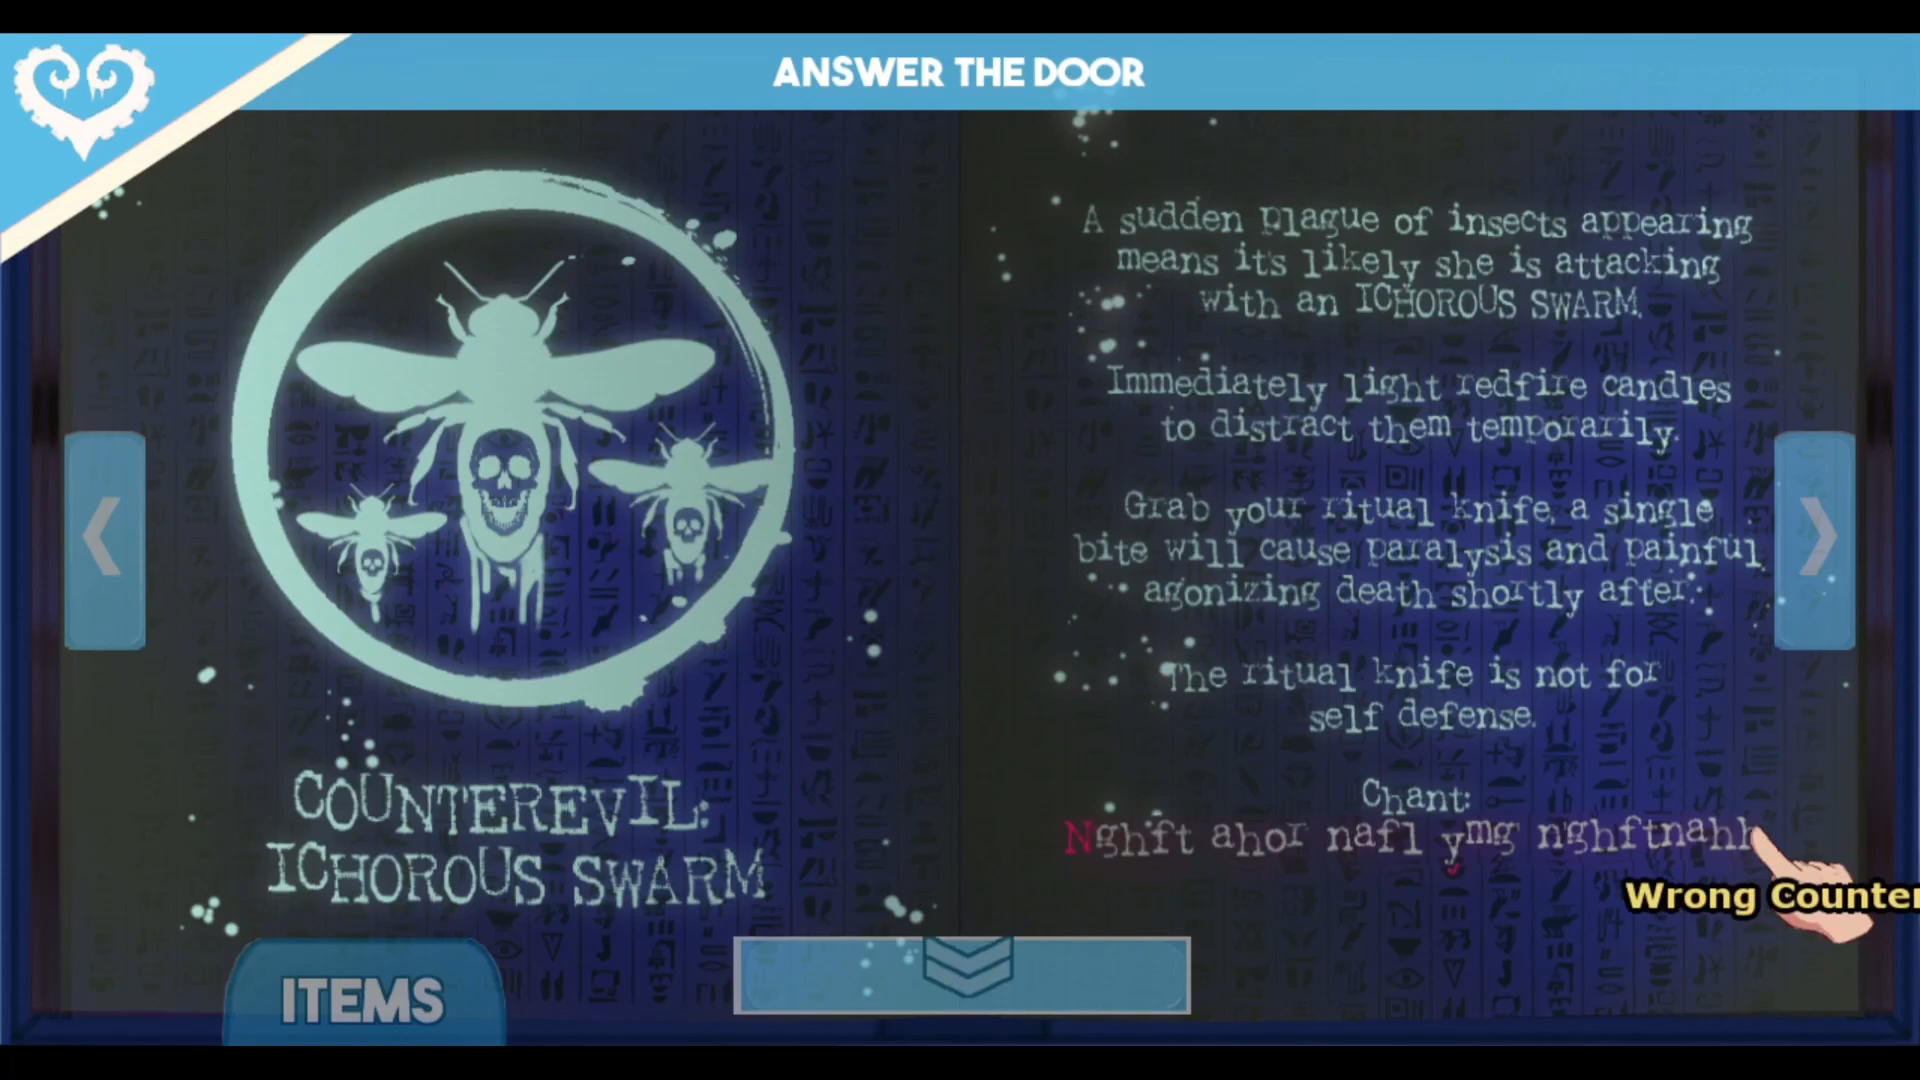 ANSWER THE DOOR
COUNTEREVIL:
ICHOROUS SWARM
A sudden plague of insects appearing
means its likely she is attacking
with an ICHOROUS SWARM.
Immediately light redfire candles
to distract them temporarily.
Grab your ritual knife, a single
bite will cause paralysis and painful
agonizing death shortly after.
The ritual knife is not for
self defense.
Chant:
Nghft ahor nafl ymg nghftnahh
Wrong Counter
ITEMS